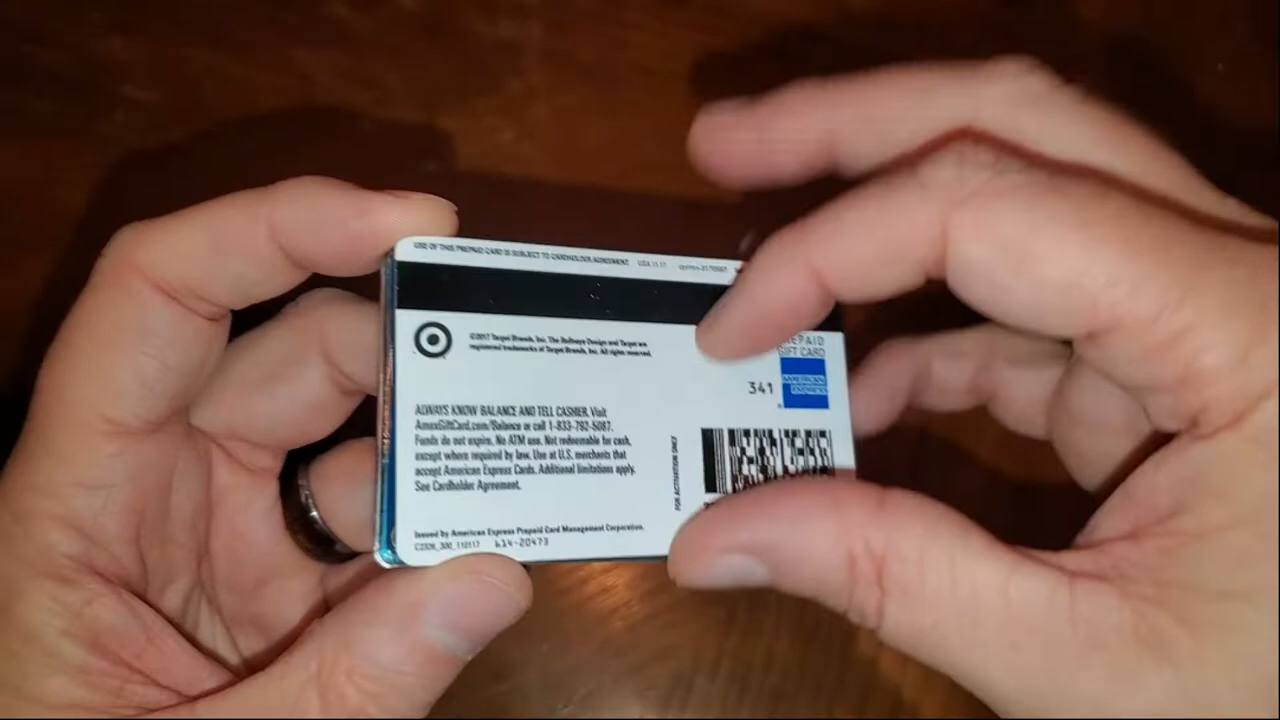 USE OF THIS PREPAID CARD IS SUBJECT TO CARDHOLDER AGREEMENT USA 11.17
©2017 Target Brands, Inc. The Bullseye Design and Target are
registered trademarks of Target Brands, Inc. All rights reserved.
GIFT CARD
341
AMERICAN
EXPRESS
ALWAYS KNOW BALANCE AND TELL CASHIER. Visit
AmexGiftCard.com/Balance or call 1-833-792-5087.
Funds do not expire. No ATM use. Not redeemable for cash,
except where required by law. Use at U.S. merchants that
accept American Express Cards. Additional limitations apply.
See Cardholder Agreement.
FOR ACTIVATION ONLY
Issued by American Express Prepaid Card Management Corporation.
C2326_300_110117 614-20473